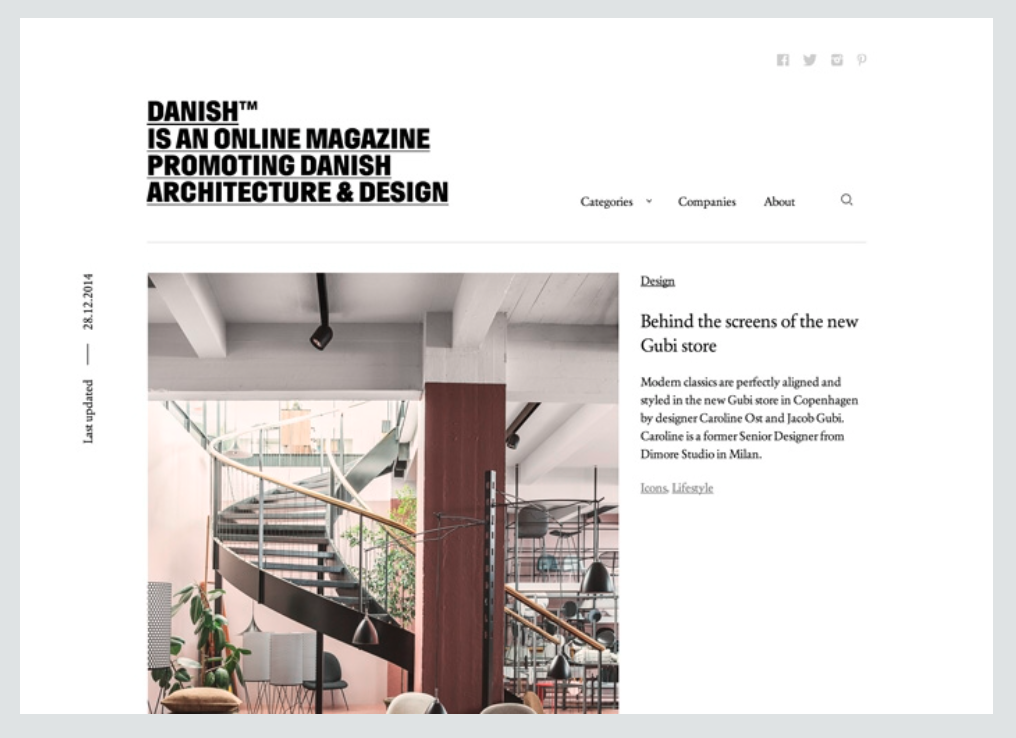 DANISH™
IS AN ONLINE MAGAZINE
PROMOTING DANISH
ARCHITECTURE & DESIGN
Categories
Companies
About
Last updated — 28.12.2014
Design
Behind the screens of the new
Gubi store
Modern classics are perfectly aligned and
styled in the new Gubi store in Copenhagen
by designer Caroline Ost and Jacob Gubi.
Caroline is a former Senior Designer from
Dimore Studio in Milan.
Icons, Lifestyle